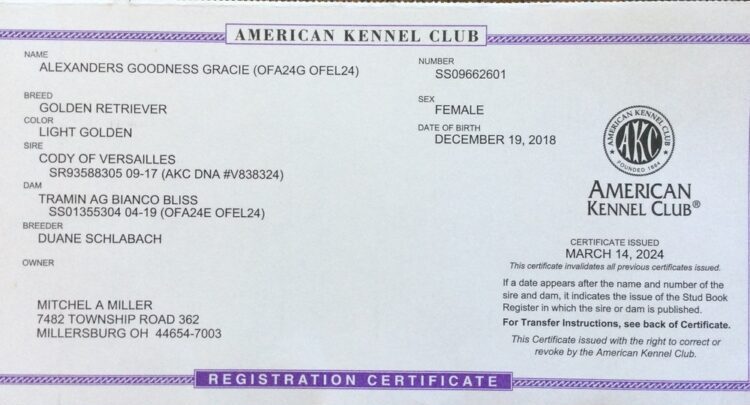 AMERICAN KENNEL CLUB
NAME
ALEXANDERS GOODNESS GRACIE (OFA24G OFEL24)
NUMBER
SS09662601
BREED
GOLDEN RETRIEVER
SEX
FEMALE
COLOR
LIGHT GOLDEN
DATE OF BIRTH
DECEMBER 19, 2018
SIRE
CODY OF VERSAILLES
SR93588305 09-17 (AKC DNA #V838324)
DAM
TRAMIN AG BIANCO BLISS
SS01355304 04-19 (OFA24E OFEL24)
BREEDER
DUANE SCHLABACH
OWNER
MITCHEL A MILLER
7482 TOWNSHIP ROAD 362
MILLERSBURG OH 44654-7003
AMERICAN KENNEL CLUB
AKC
FOUNDED 1884
AMERICAN
KENNEL CLUB®
CERTIFICATE ISSUED
MARCH 14, 2024
This certificate invalidates all previous certificates issued.
If a date appears after the name and number of the
sire and dam, it indicates the issue of the Stud Book
Register in which the sire or dam is published.
For Transfer Instructions, see back of Certificate.
This Certificate issued with the right to correct or
revoke by the American Kennel Club.
REGISTRATION CERTIFICATE